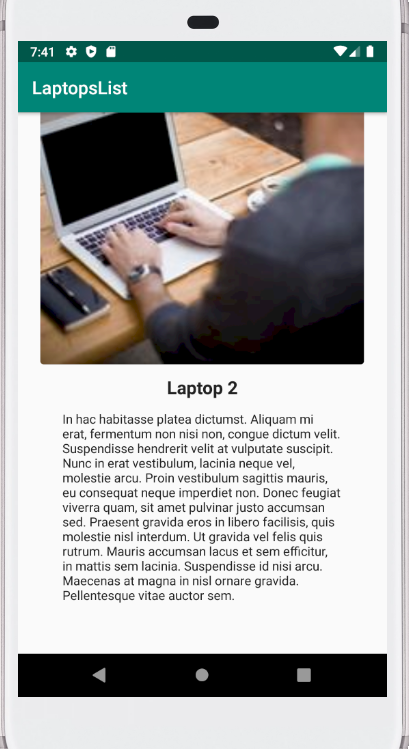 7:41
LaptopsList
Laptop 2
In hac habitasse platea dictumst. Aliquam mi
erat, fermentum non nisi non, congue dictum velit.
Suspendisse hendrerit velit at vulputate suscipit.
Nunc in erat vestibulum, lacinia neque vel,
molestie arcu. Proin vestibulum sagittis mauris,
eu consequat neque imperdiet non. Donec feugiat
viverra quam, sit amet pulvinar justo accumsan
sed. Praesent gravida eros in libero facilisis, quis
molestie nisl interdum. Ut gravida vel felis quis
rutrum. Mauris accumsan lacus et sem efficitur,
in mattis sem lacinia. Suspendisse id nisi arcu.
Maecenas at magna in nisl ornare gravida.
Pellentesque vitae auctor sem.